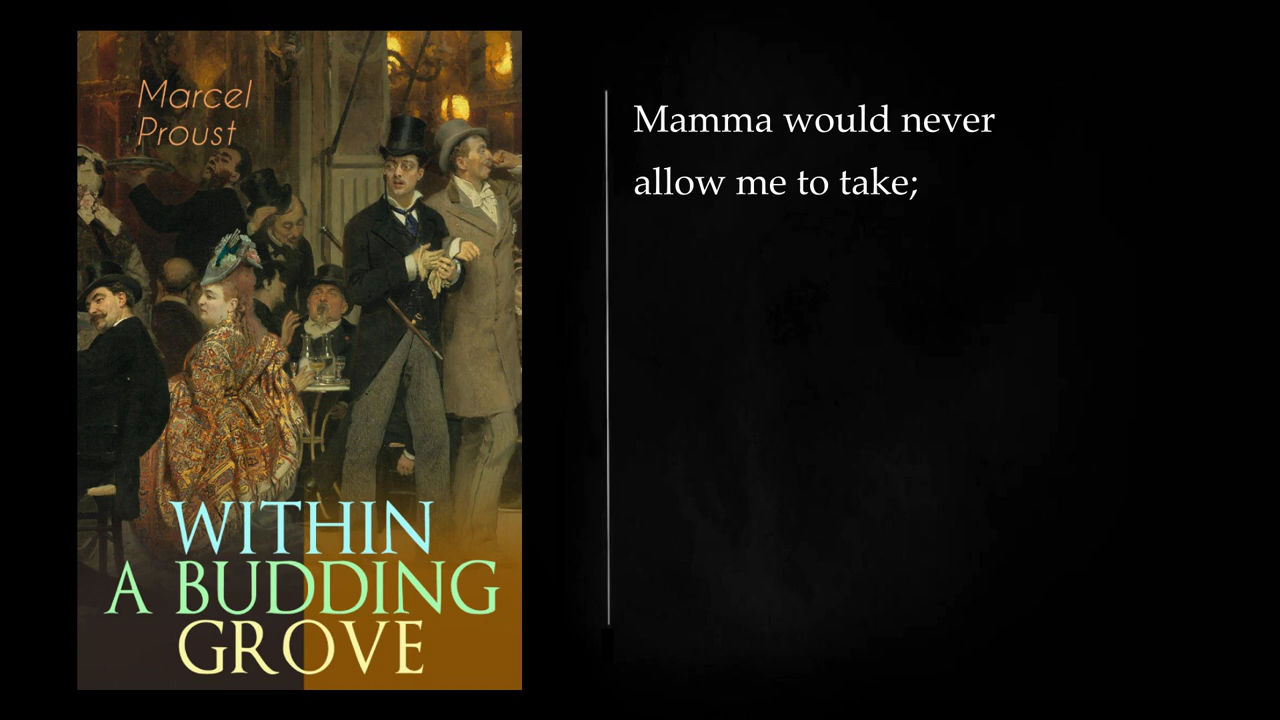 Marcel
Proust
WITHIN
A BUDDING
GROVE
Mamma would never
allow me to take;